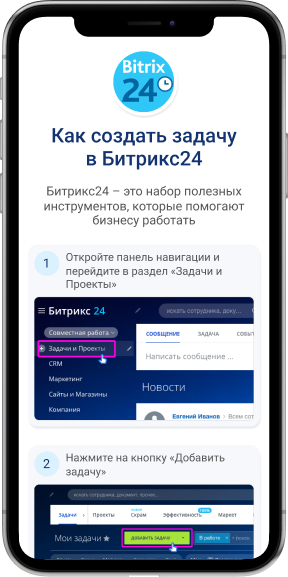 Bitrix
24
Как создать задачу
в Битрикс24
Битрикс24 – это набор полезных
инструментов, которые помогают
бизнесу работать
1
Откройте панель навигации и
перейдите в раздел «Задачи и
Проекты»
Битрикс 24
искать сотрудника, доку...
Совместная работа
Задачи и Проекты
CRM
Маркетинг
Сайты и Магазины
Компания
СООБЩЕНИЕ ЗАДАЧА СОБЫТ
Написать сообщение ...
Новости
Евгений Иванов Всем сот
2
Нажмите на кнопку «Добавить
задачу»
искать сотрудника, документ, прочее...
Задачи Проекты Скрам Эффективность Маркет
Мои задачи ДОБАВИТЬ ЗАДАЧУ В работе + поиск